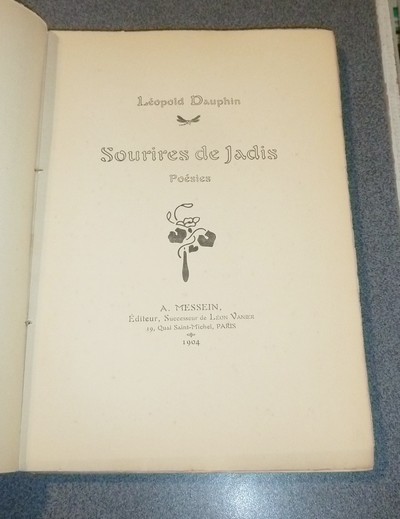 Léopold Dauphin
Sourires de Jadis
Poésies
A. MESSEIN,
Éditeur, Successeur de LÉON VANIER
19, Quai Saint-Michel, PARIS
1904